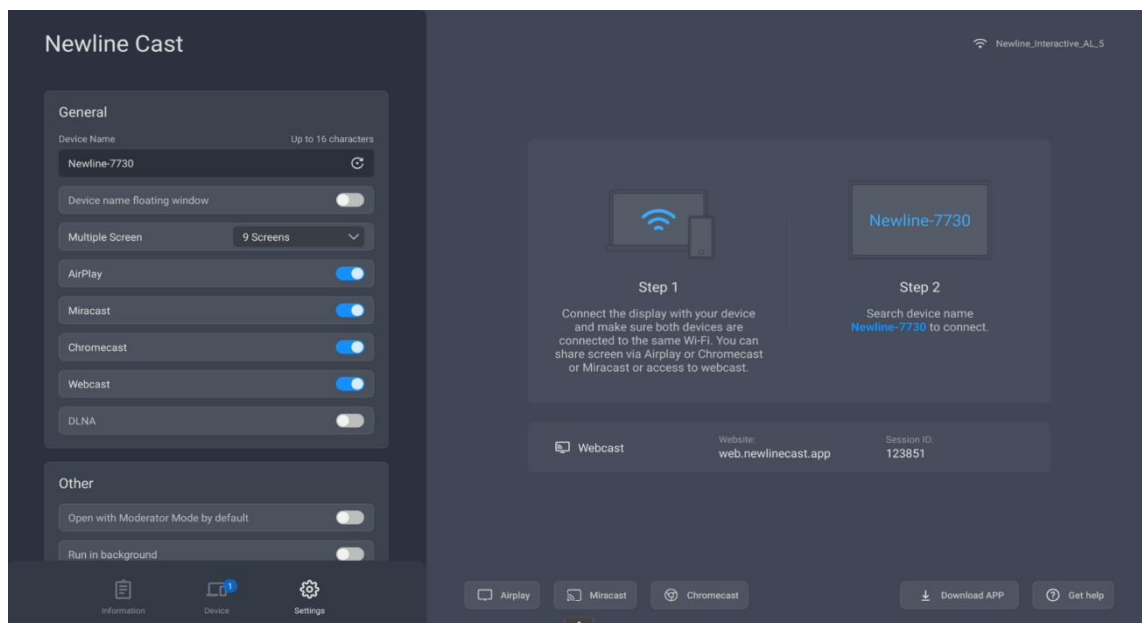 Newline Cast
Newline_Interactive_AL_5
General
Device Name Up to 16 characters
Newline-7730
Device name floating window
Multiple Screen 9 Screens
AirPlay
Miracast
Chromecast
Webcast
DLNA
Other
Open with Moderator Mode by default
Run in background
1
Information Device Settings
Newline-7730
Step 1
Connect the display with your device
and make sure both devices are
connected to the same Wi-Fi. You can
share screen via Airplay or Chromecast
or Miracast or access to webcast.
Step 2
Search device name
Newline-7730 to connect.
Webcast
Website:
web.newlinecast.app
Session ID:
123851
Airplay Miracast Chromecast Download APP Get help